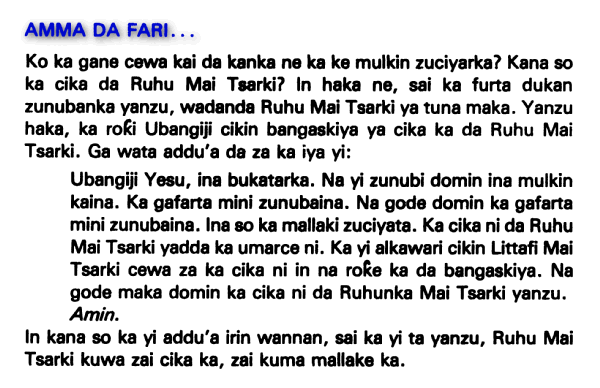 AMMA DA FARI...
Ko ka gane cewa kai da kanka ne ka ke mulkin zuciyarka? Kana so
ka cika da Ruhu Mai Tsarki? In haka ne, sai ka furta dukan
zunubanka yanzu, wadanda Ruhu Mai Tsarki ya tuna maka. Yanzu
haka, ka roƙi Ubangiji cikin bangaskiya ya cika ka da Ruhu Mai
Tsarki. Ga wata addu'a da za ka iya yi:
Ubangiji Yesu, ina bukatarka. Na yi zunubi domin ina mulkin
kaina. Ka gafarta mini zunubaina. Na gode domin ka gafarta
mini zunubaina. Ina so ka mallaki zuciyata. Ka cika ni da Ruhu
Mai Tsarki yadda ka umarce ni. Ka yi alkawari cikin Littafi Mai
Tsarki cewa za ka cika ni in na roƙe ka da bangaskiya. Na
gode maka domin ka cika ni da Ruhunka Mai Tsarki yanzu.
Amin.
In kana so ka yi addu'a irin wannan, sai ka yi ta yanzu, Ruhu Mai
Tsarki kuwa zai cika ka, zai kuma mallake ka.